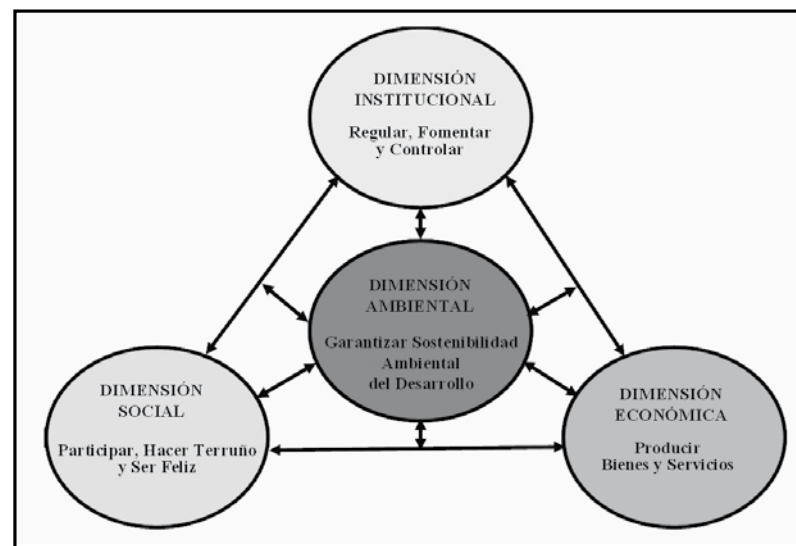 DIMENSIÓN
INSTITUCIONAL
Regular, Fomentar
y Controlar
DIMENSIÓN
AMBIENTAL
Garantizar Sostenibilidad
Ambiental
del Desarrollo
DIMENSIÓN
SOCIAL
Participar, Hacer Terruño
y Ser Feliz
DIMENSIÓN
ECONÓMICA
Producir
Bienes y Servicios